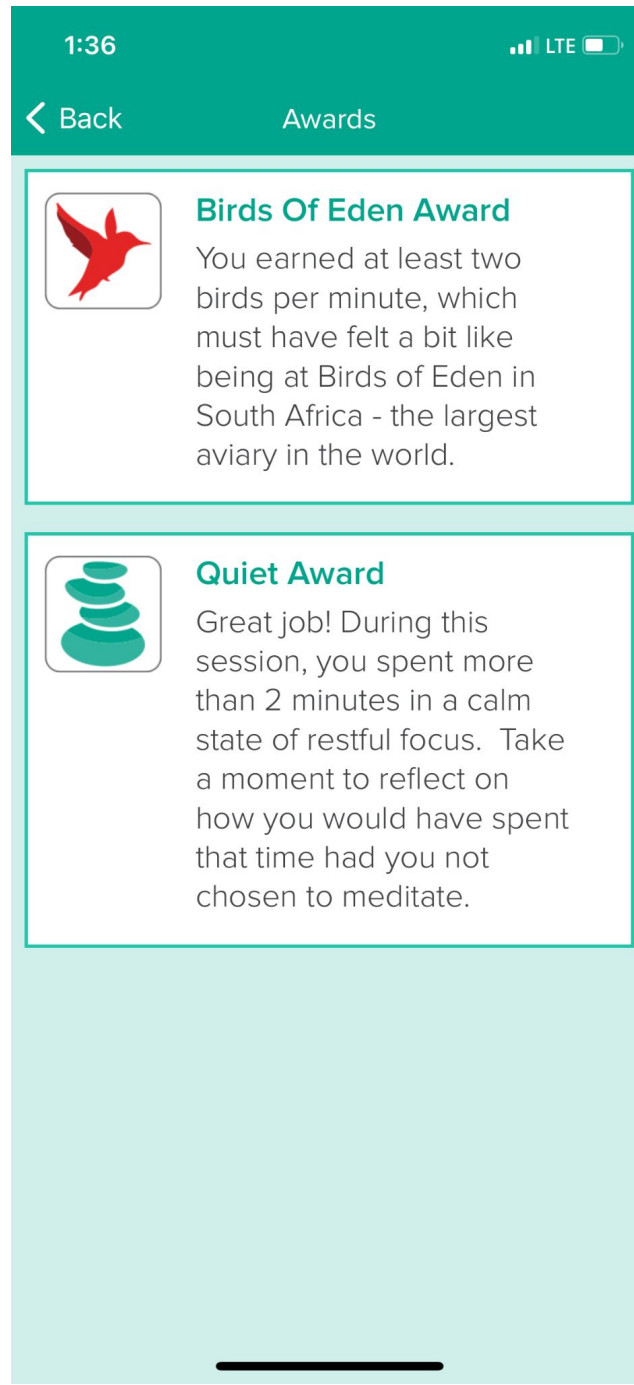 1:36
LTE
Back
Awards
Birds Of Eden Award
You earned at least two
birds per minute, which
must have felt a bit like
being at Birds of Eden in
South Africa - the largest
aviary in the world.
Quiet Award
Great job! During this
session, you spent more
than 2 minutes in a calm
state of restful focus.  Take
a moment to reflect on
how you would have spent
that time had you not
chosen to meditate.